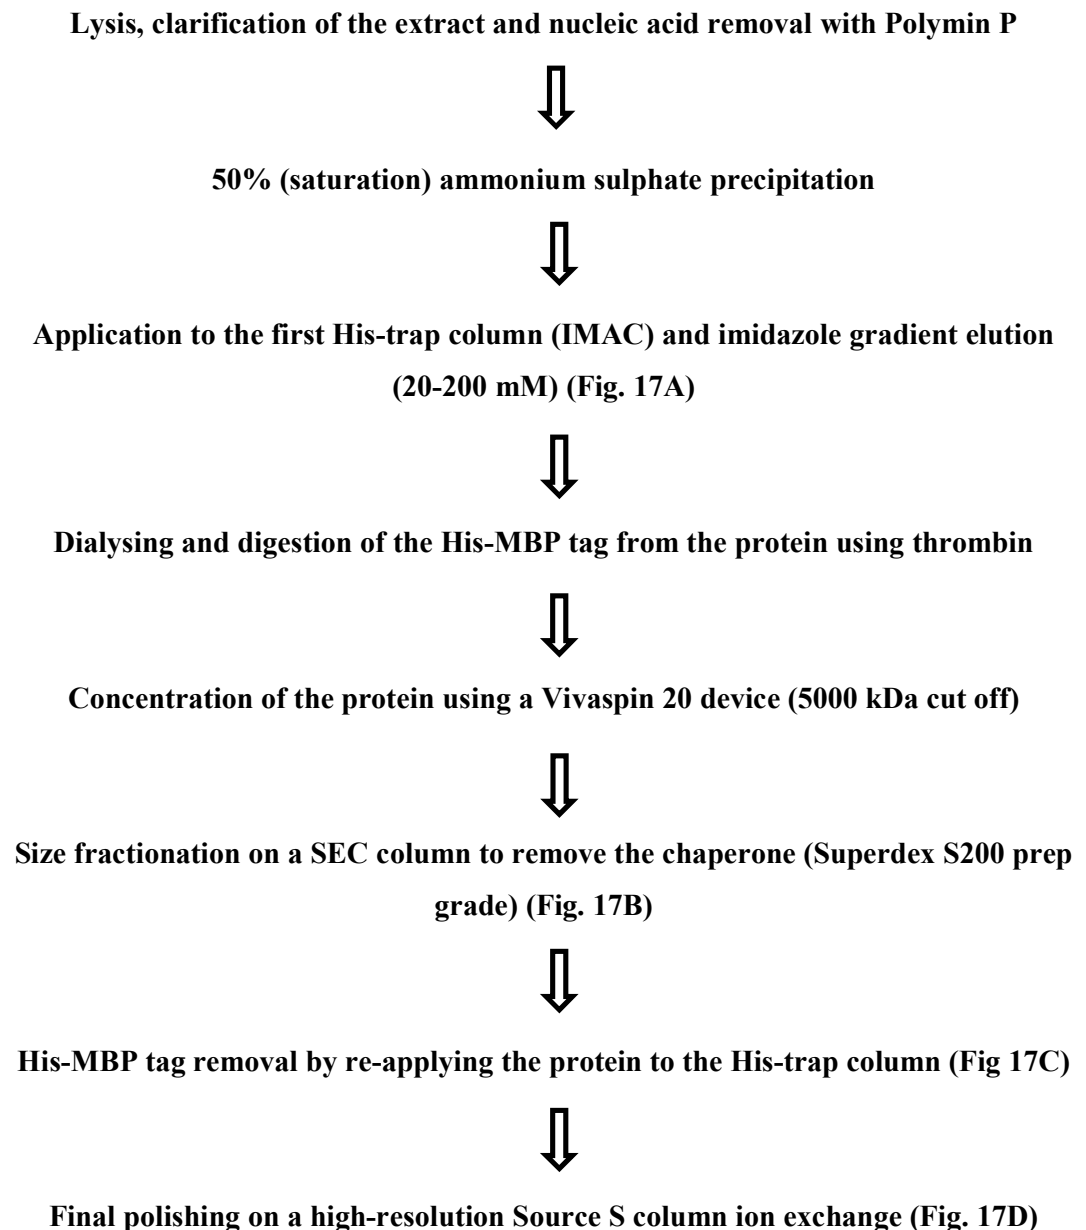 Lysis, clarification of the extract and nucleic acid removal with Polymin P
50% (saturation) ammonium sulphate precipitation
Application to the first His-trap column (IMAC) and imidazole gradient elution
(20-200 mM) (Fig. 17A)
Dialysing and digestion of the His-MBP tag from the protein using thrombin
Concentration of the protein using a Vivaspin 20 device (5000 kDa cut off)
Size fractionation on a SEC column to remove the chaperone (Superdex S200 prep
grade) (Fig. 17B)
His-MBP tag removal by re-applying the protein to the His-trap column (Fig 17C)
Final polishing on a high-resolution Source S column ion exchange (Fig. 17D)